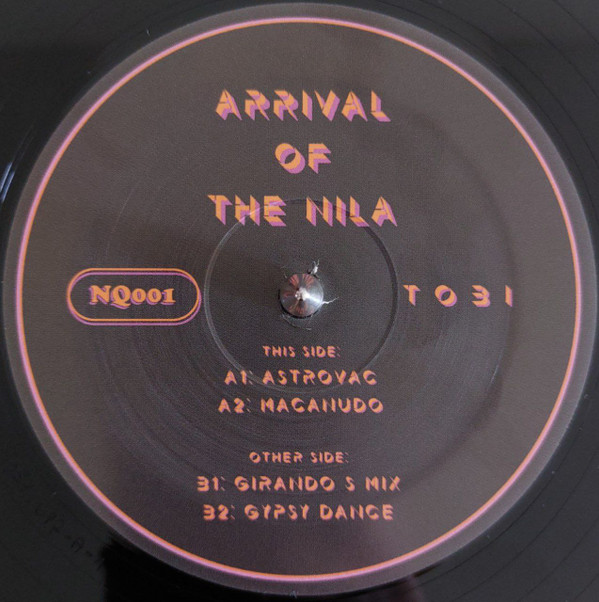 ARRIVAL
OF
THE NILA
NQ001
TOBI
THIS SIDE:
A1: ASTROVAC
A2: MACANUDO
OTHER SIDE:
B1: GIRANDO S MIX
B2: GYPSY DANCE